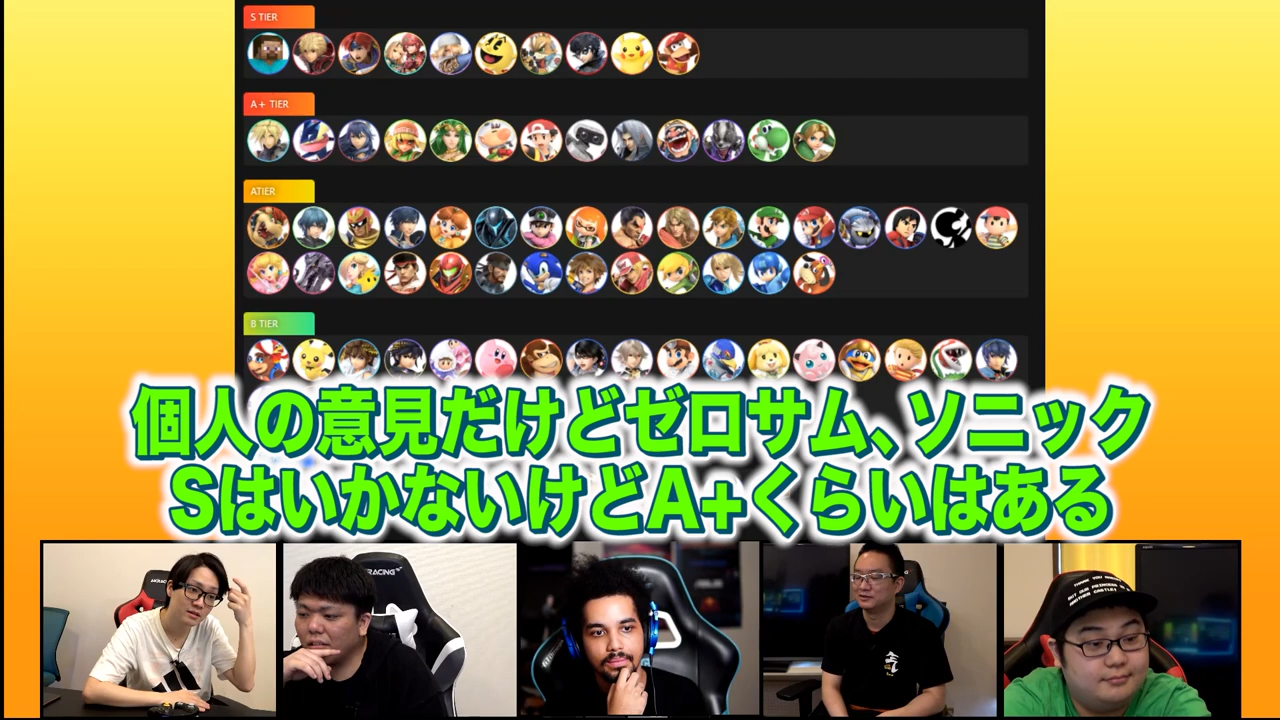 S TIER
A+ TIER
ATIER
B TIER
個人の意見だけどゼロサム、ソニック
SはいかないけどA+くらいはある